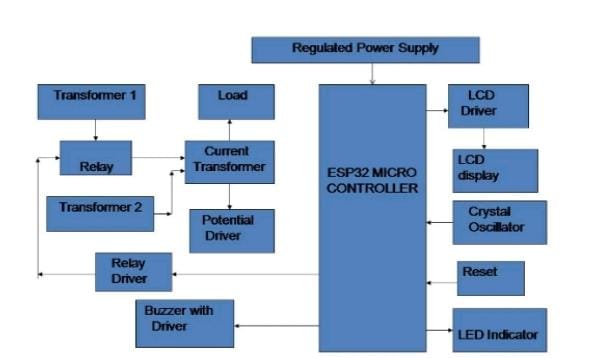 Regulated Power Supply
Transformer 1
Load
LCD
Driver
Relay
Current
Transformer
ESP32 MICRO
CONTROLLER
LCD
display
Transformer 2
Potential
Driver
Crystal
Oscillator
Relay
Driver
Reset
Buzzer with
Driver
LED Indicator